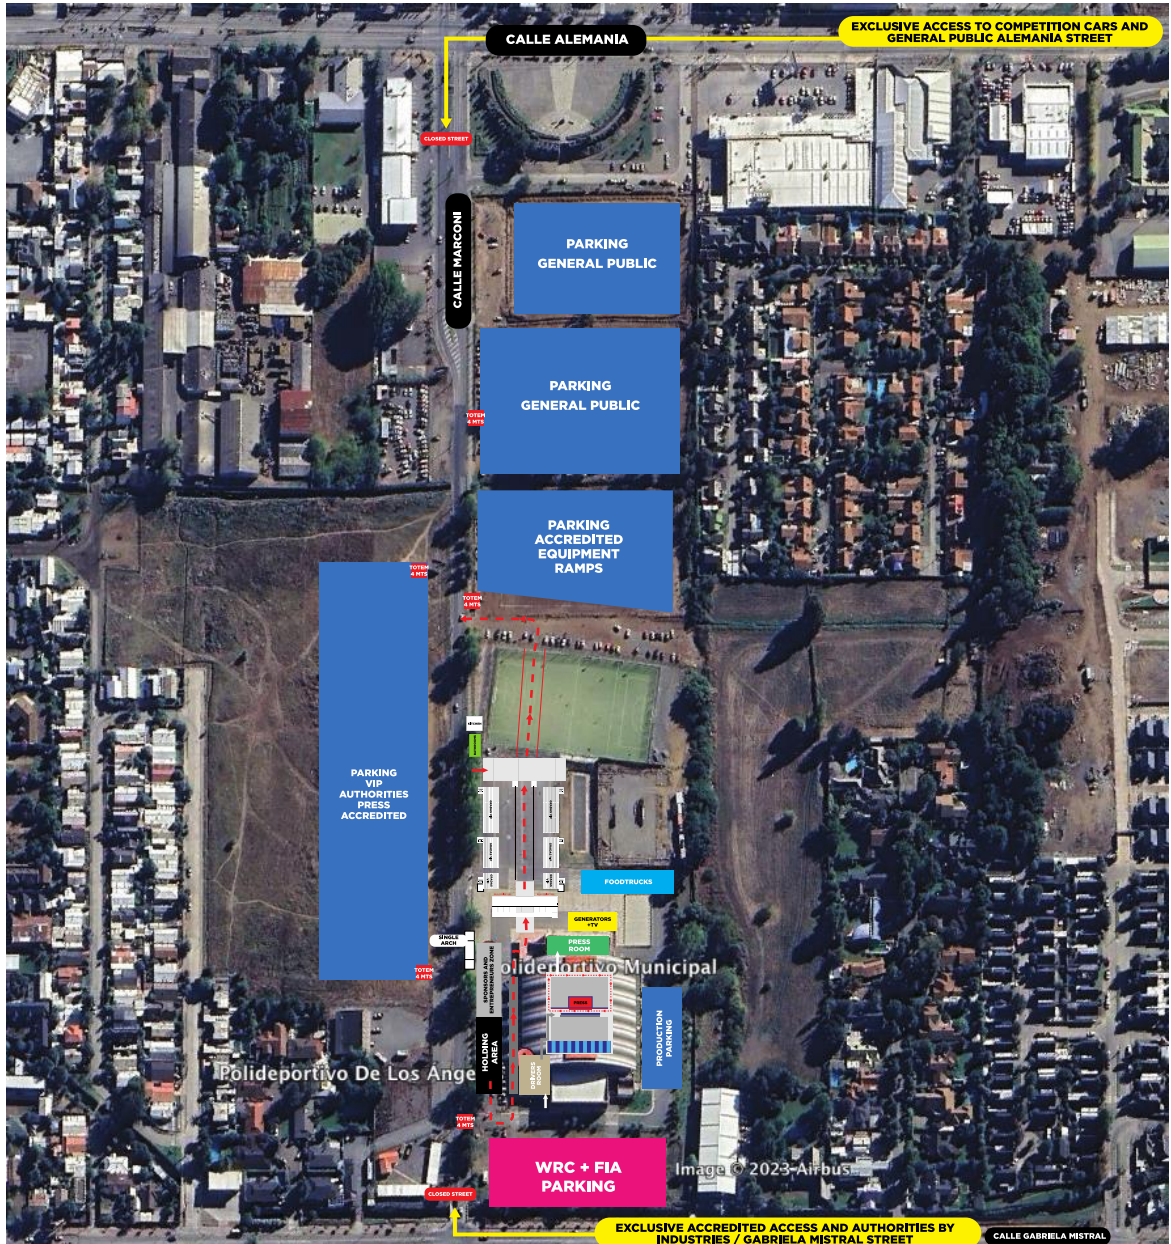 EXCLUSIVE ACCESS TO COMPETITION CARS AND
GENERAL PUBLIC ALEMANIA STREET
CALLE ALEMANIA
CLOSED STREET
CALLE MARCONI
PARKING
GENERAL PUBLIC
PARKING
GENERAL PUBLIC
TOTEM
4 MTS
PARKING
ACCREDITED
EQUIPMENT
RAMPS
TOTEM
4 MTS
TOTEM
4 MTS
PARKING
VIP
AUTHORITIES
PRESS
ACCREDITED
FOODTRUCKS
GENERATORS
+TV
SINGLE
ARCH
PRESS
ROOM
SPONSORS AND
ENTREPRENEURS ZONE
olideportivo Municipal
TOTEM
4 MTS
HOLDING
AREA
PRODUCTION
PARKING
DRIVERS
ROOM
Polideportivo De Los Ánge
TOTEM
4 MTS
WRC + FIA
PARKING
Image © 2023 Airbus
CLOSED STREET
EXCLUSIVE ACCREDITED ACCESS AND AUTHORITIES BY
INDUSTRIES / GABRIELA MISTRAL STREET
CALLE GABRIELA MISTRAL